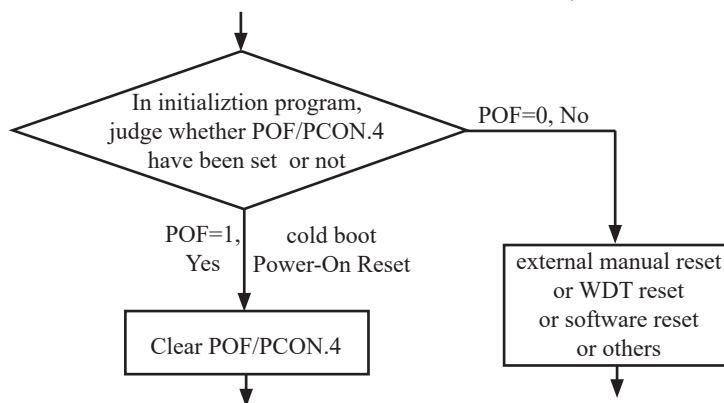 In initializtion program,
judge whether POF/PCON.4
have been set or not
POF=0, No
POF=1,
Yes
cold boot
Power-On Reset
external manual reset
or WDT reset
or software reset
or others
Clear POF/PCON.4